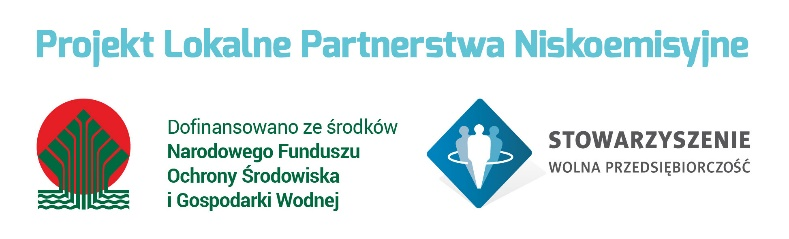 Projekt Lokalne Partnerstwa Niskoemisyjne
Dofinansowano ze środków
Narodowego Funduszu
Ochrony Środowiska
i Gospodarki Wodnej
STOWARZYSZENIE
WOLNA PRZEDSIĘBIORCZOŚĆ